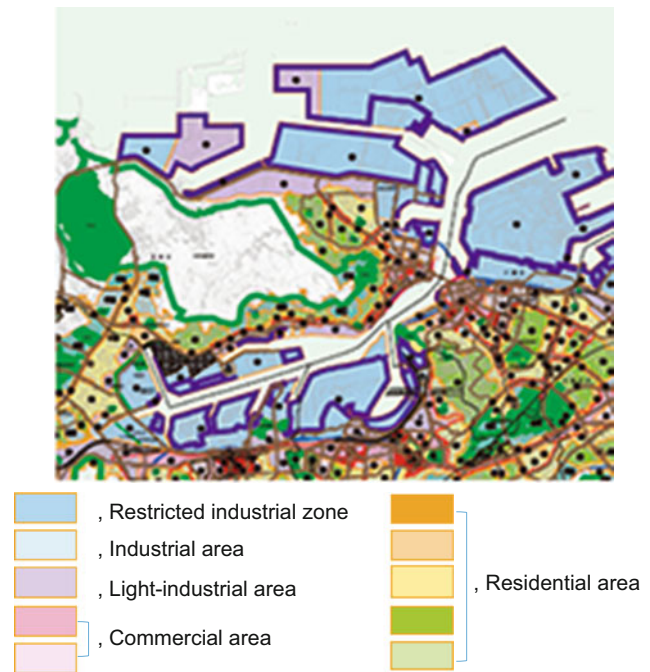 , Restricted industrial zone
, Industrial area
, Light-industrial area
, Commercial area
, Residential area